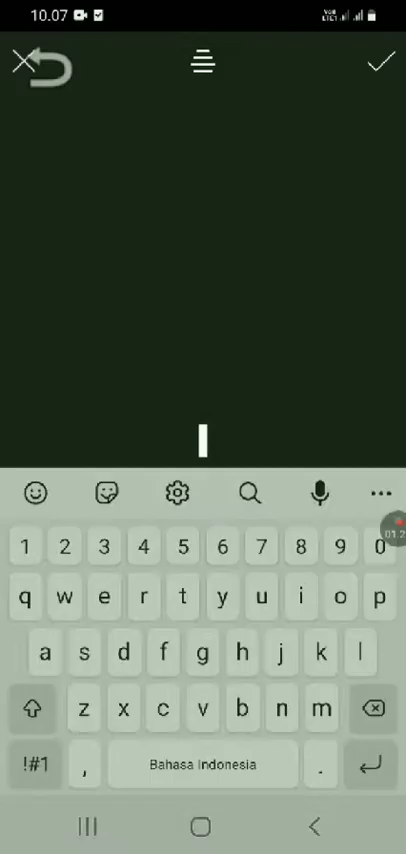 10.07
1 2 3 4 5 6 7 8 9 0
q w e r t y u i o p
a s d f g h j k l
z x c v b n m
!#1 , Bahasa Indonesia .